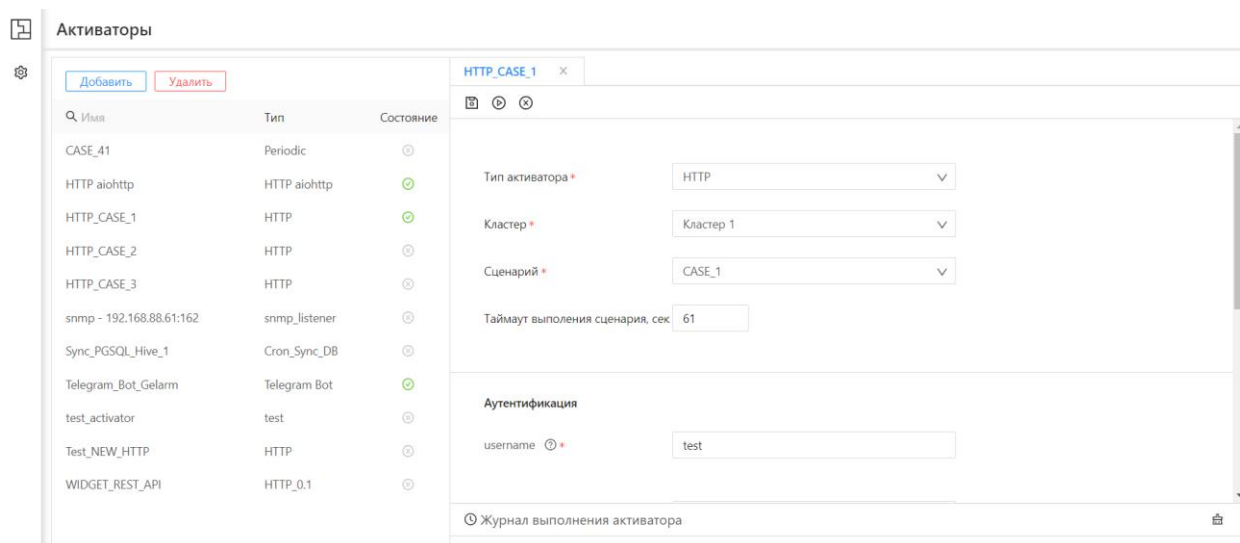 Активаторы
Добавить Удалить
Имя Тип Состояние
CASE_41 Periodic
HTTP aiohttp HTTP aiohttp
HTTP_CASE_1 HTTP
HTTP_CASE_2 HTTP
HTTP_CASE_3 HTTP
snmp - 192.168.88.61:162 snmp_listener
Sync_PGSQL_Hive_1 Cron_Sync_DB
Telegram_Bot_Gelarm Telegram Bot
test_activator test
Test_NEW_HTTP HTTP
WIDGET_REST_API HTTP_0.1
HTTP_CASE_1
Тип активатора * HTTP
Кластер * Кластер 1
Сценарий * CASE_1
Таймаут выполения сценария, сек 61
Аутентификация
username * test
Журнал выполнения активатора